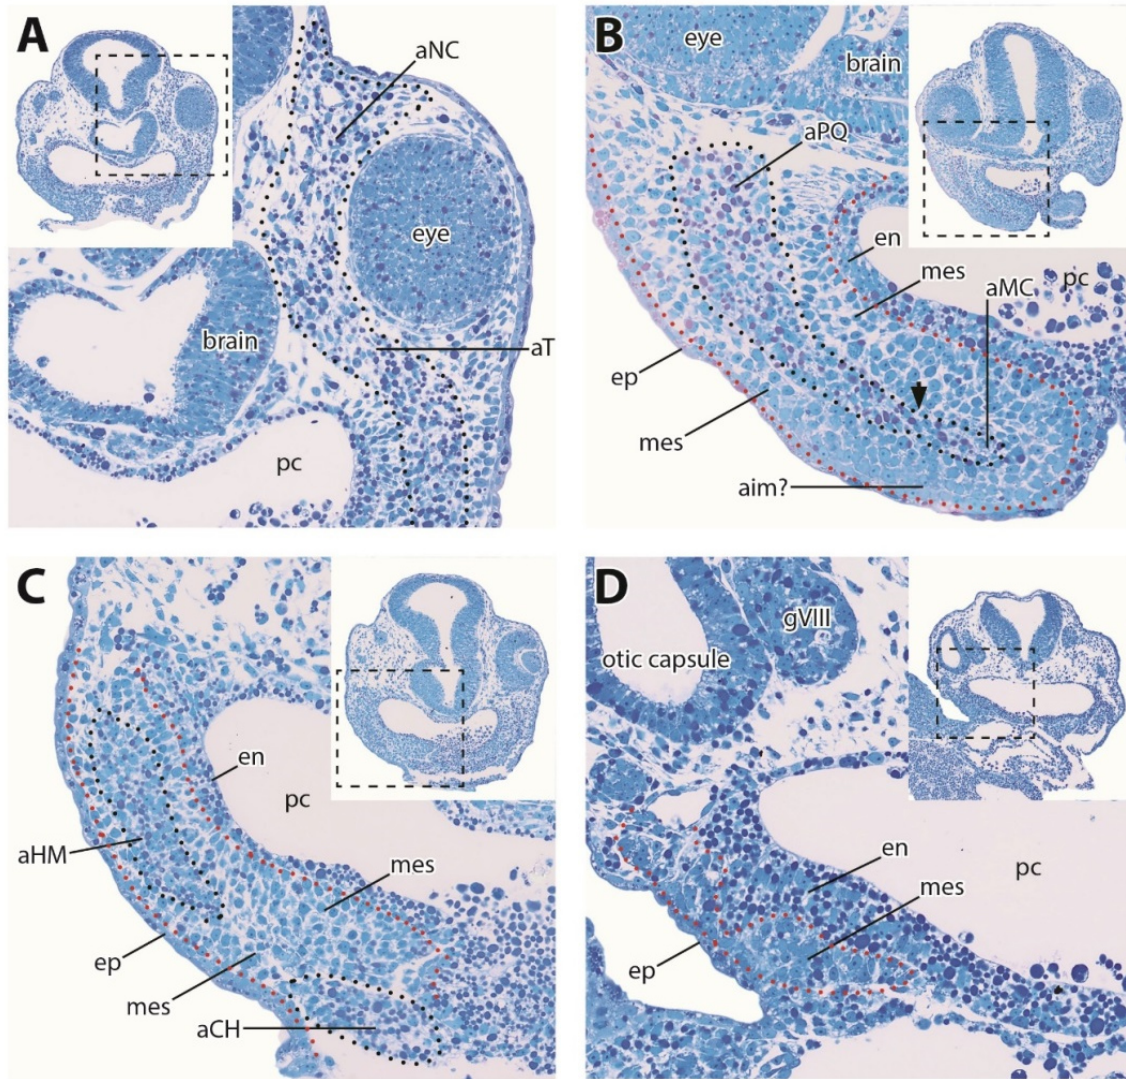 A
aNC
eye
brain
aT
pc
B
eye
brain
aPQ
en
mes
pc
aMC
ep
mes
aim?
C
en
pc
aHM
mes
ep
mes
aCH
D
gVIII
otic capsule
en
pc
mes
ep